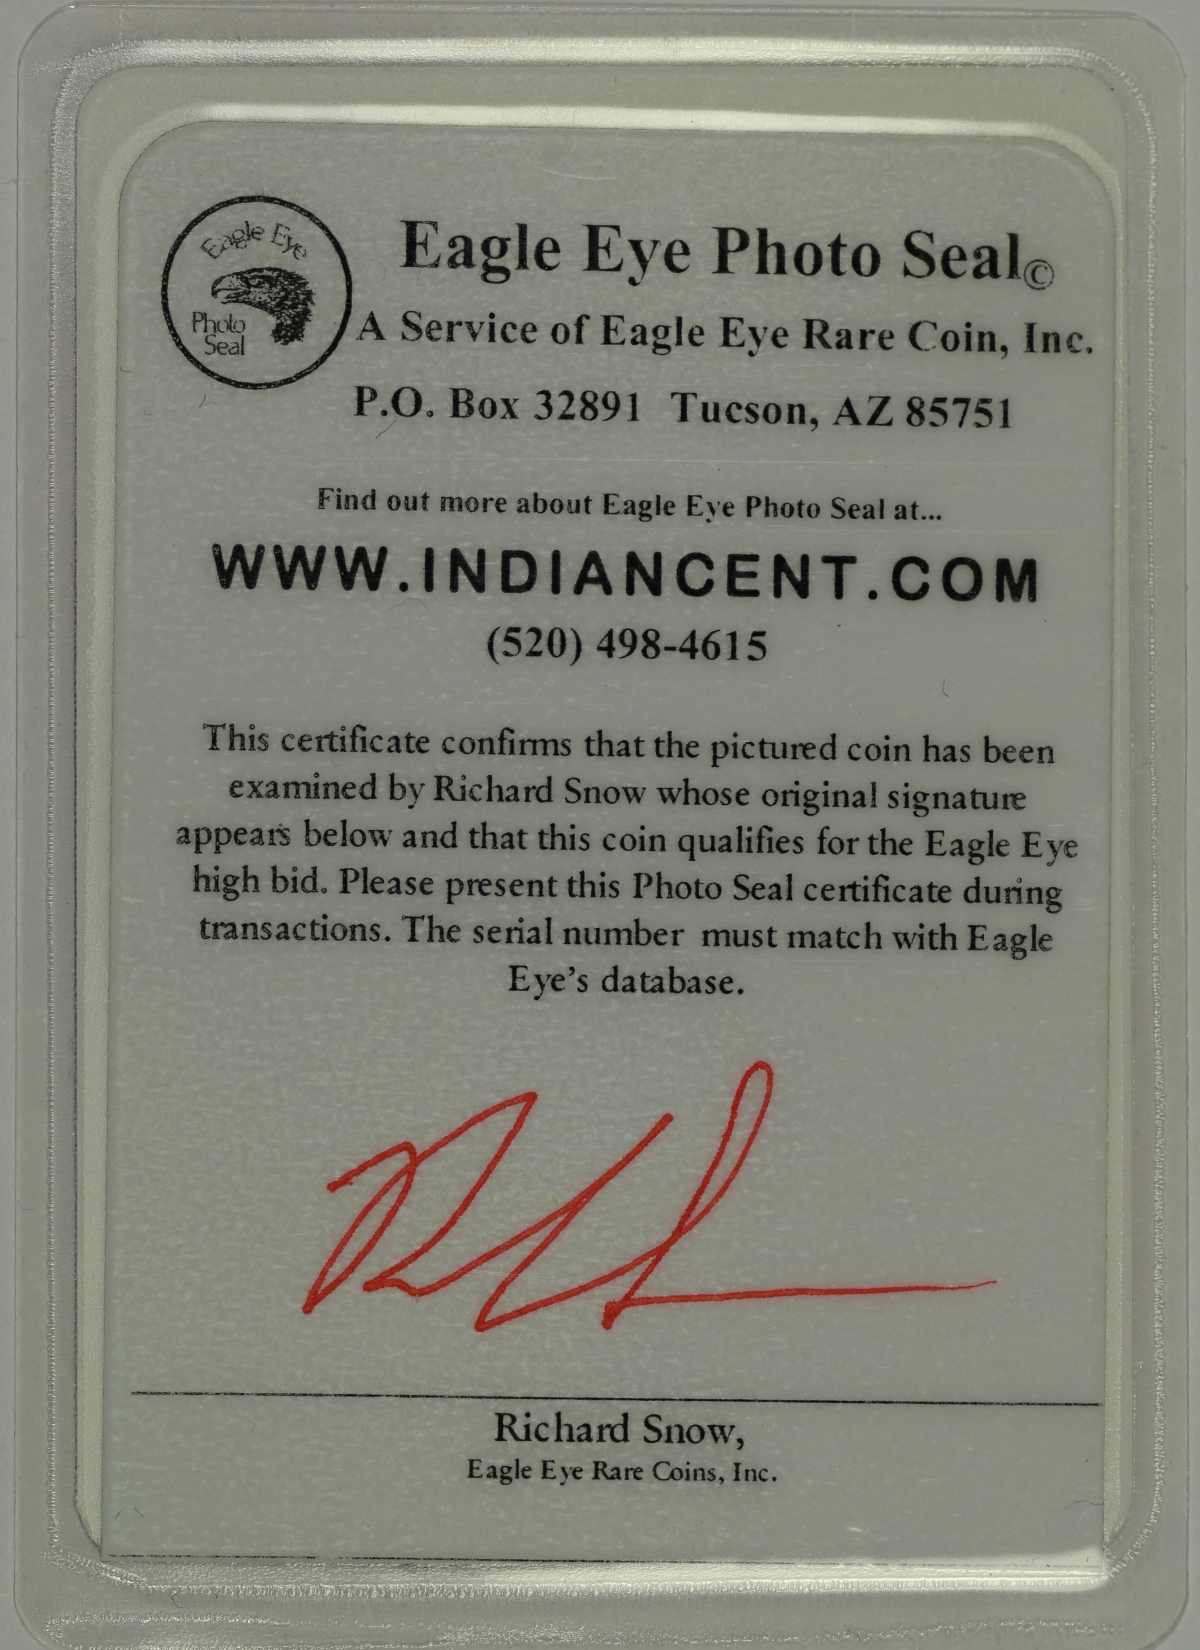 Eagle Eye
Photo
Seal
Eagle Eye Photo Seal©
A Service of Eagle Eye Rare Coin, Inc.
P.O. Box 32891 Tucson, AZ 85751
Find out more about Eagle Eye Photo Seal at...
WWW.INDIANCENT.COM
(520) 498-4615
This certificate confirms that the pictured coin has been
examined by Richard Snow whose original signature
appears below and that this coin qualifies for the Eagle Eye
high bid. Please present this Photo Seal certificate during
transactions. The serial number must match with Eagle
Eye's database.
Richard Snow,
Eagle Eye Rare Coins, Inc.